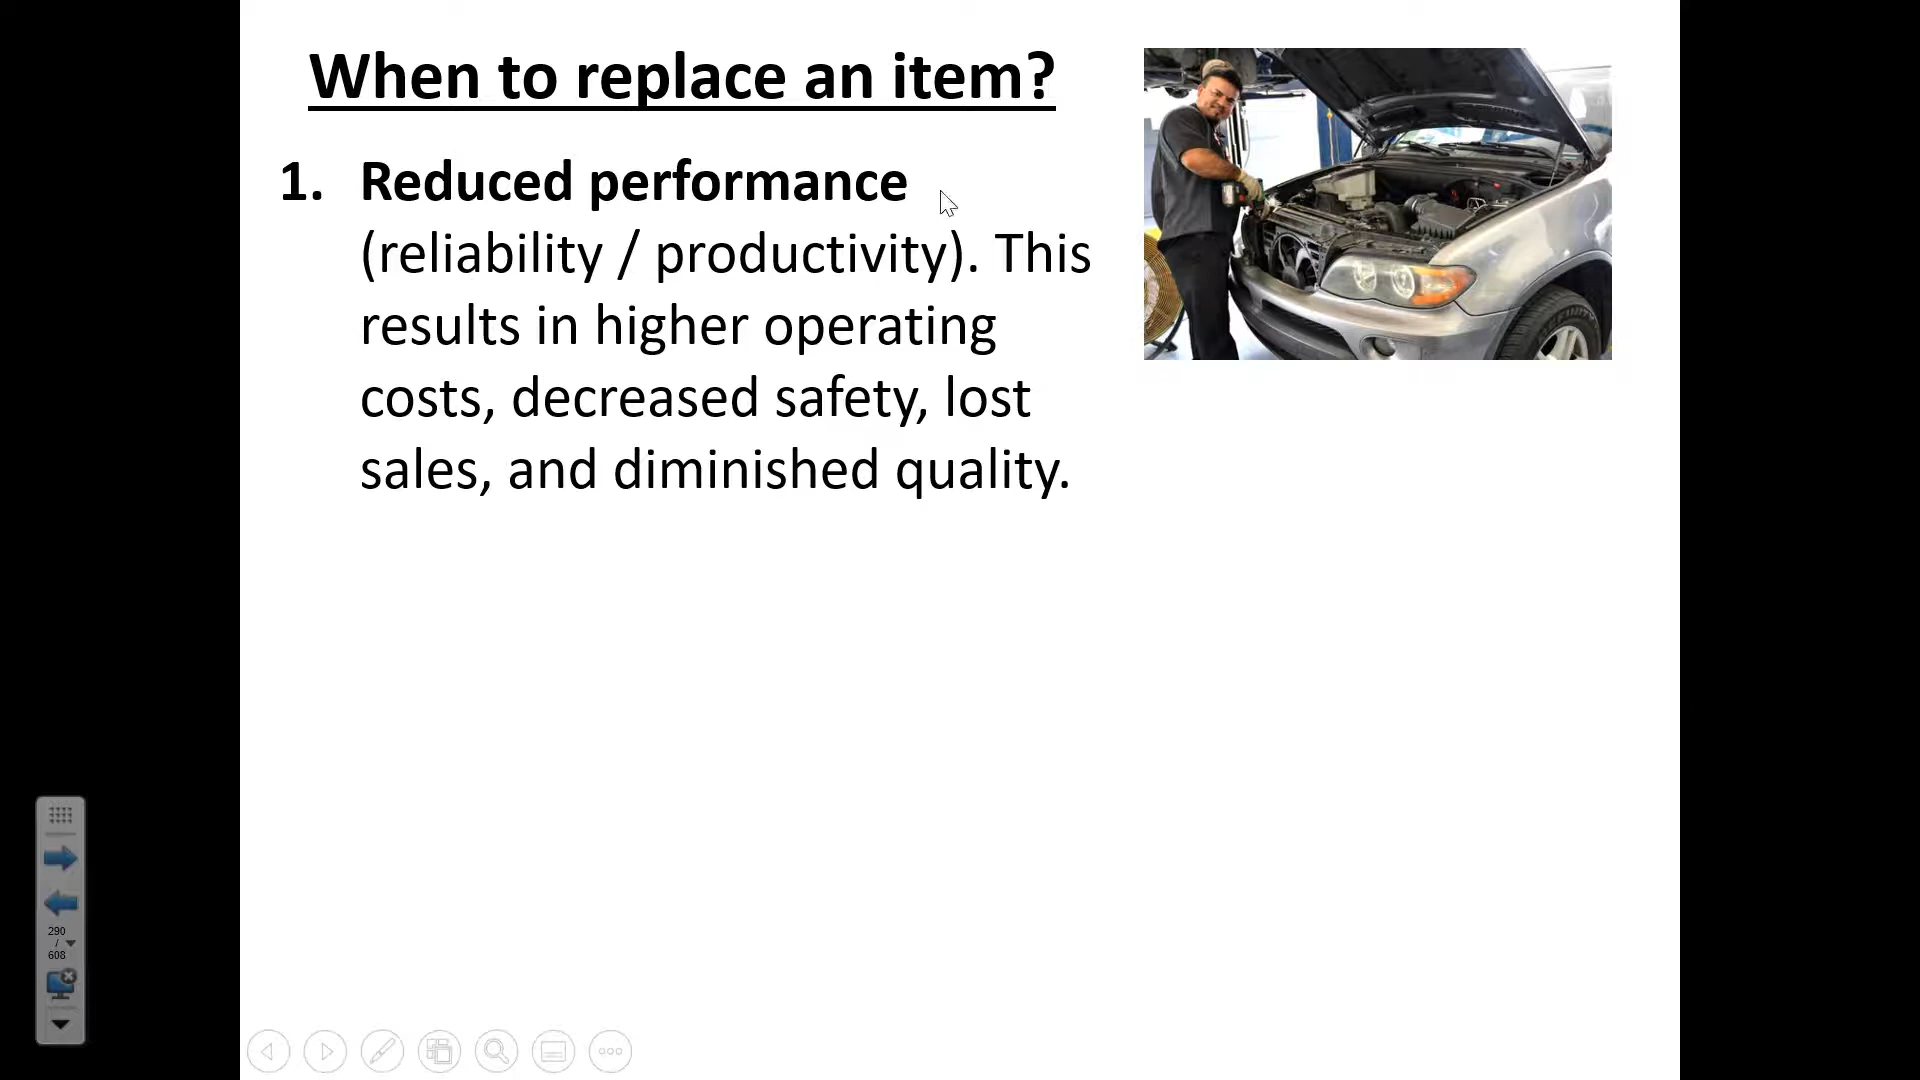 When to replace an item?
1. Reduced performance
(reliability / productivity). This
results in higher operating
costs, decreased safety, lost
sales, and diminished quality.
290
/
608